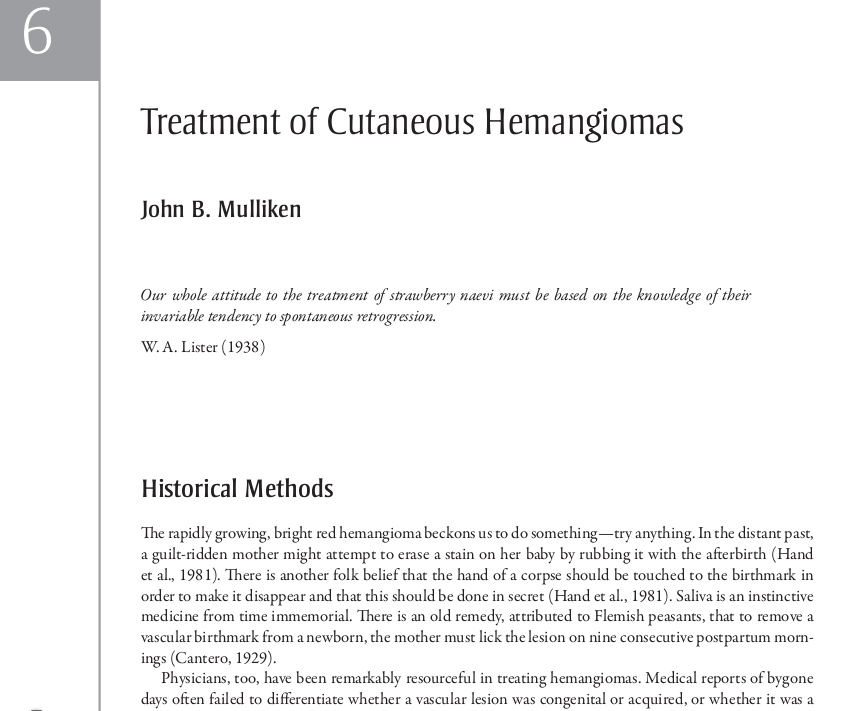 6
Treatment of Cutaneous Hemangiomas
John B. Mulliken
Our whole attitude to the treatment of strawberry naevi must be based on the knowledge of their
invariable tendency to spontaneous retrogression.
W. A. Lister (1938)
Historical Methods
The rapidly growing, bright red hemangioma beckons us to do something—try anything. In the distant past,
a guilt-ridden mother might attempt to erase a stain on her baby by rubbing it with the afterbirth (Hand
et al., 1981). There is another folk belief that the hand of a corpse should be touched to the birthmark in
order to make it disappear and that this should be done in secret (Hand et al., 1981). Saliva is an instinctive
medicine from time immemorial. There is an old remedy, attributed to Flemish peasants, that to remove a
vascular birthmark from a newborn, the mother must lick the lesion on nine consecutive postpartum morn-
ings (Cantero, 1929).
Physicians, too, have been remarkably resourceful in treating hemangiomas. Medical reports of bygone
days often failed to differentiate whether a vascular lesion was congenital or acquired, or whether it was a